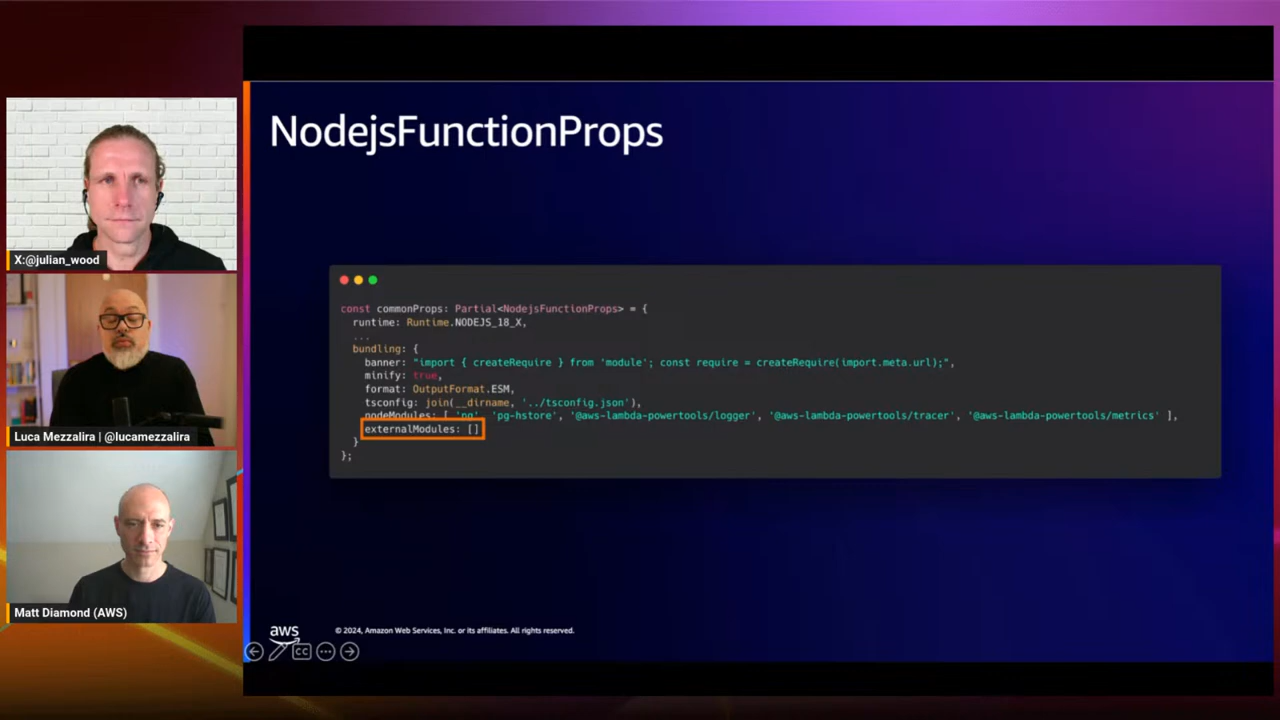 NodejsFunctionProps
X:@julian_wood
Luca Mezzalira | @lucamezzalira
Matt Diamond (AWS)
const commonProps: Partial<NodejsFunctionProps> = {
runtime: Runtime.NODEJS_18_X,
...
bundling: {
banner: "import { createRequire } from 'module'; const require = createRequire(import.meta.url);",
minify: true,
format: OutputFormat.ESM,
tsconfig: join(__dirname, '../tsconfig.json'),
nodeModules: [ 'pg', 'pg-hstore', '@aws-lambda-powertools/logger', '@aws-lambda-powertools/tracer', '@aws-lambda-powertools/metrics' ],
externalModules: []
}
};
aws
© 2024, Amazon Web Services, Inc. or its affiliates. All rights reserved.
CC